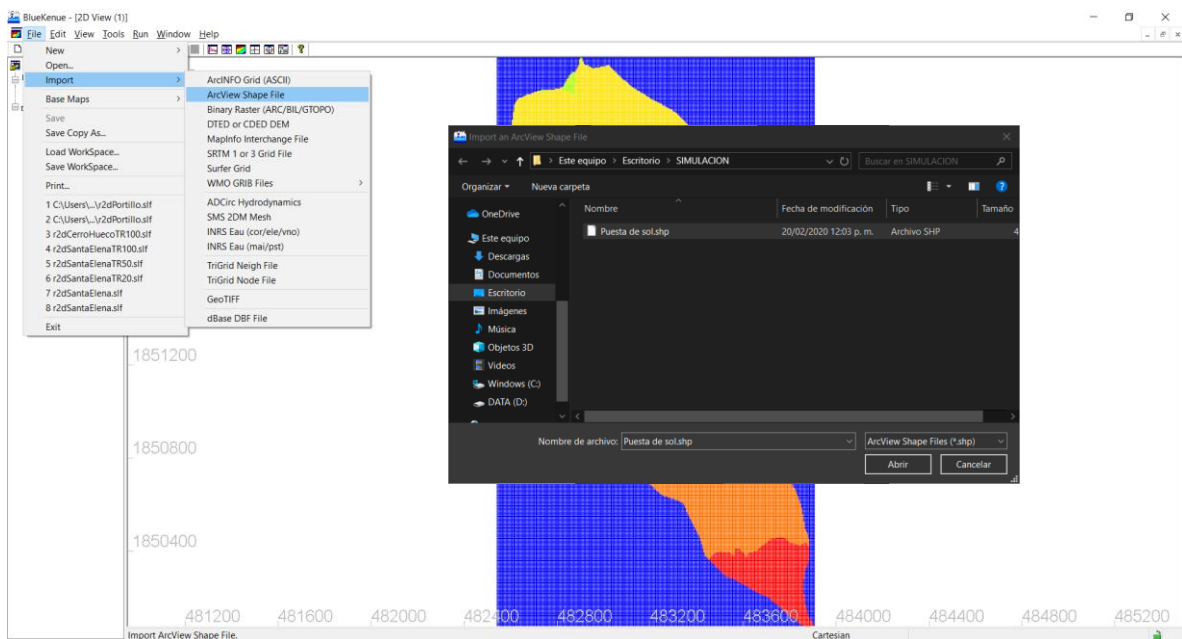 BlueKenue - [2D View (1)]
File Edit View Tools Run Window Help
New
Open...
Import
Base Maps
Save
Save Copy As...
Load WorkSpace...
Save WorkSpace...
Print...
1 C:\Users\...\r2dPortillo.slf
2 C:\Users\...\r2dPortillo.slf
3 r2dCerroHuecoTR100.slf
4 r2dSantaElenaTR100.slf
5 r2dSantaElenaTR50.slf
6 r2dSantaElenaTR20.slf
7 r2dSantaElena.slf
8 r2dSantaElena.slf
Exit
ArcINFO Grid (ASCII)
ArcView Shape File
Binary Raster (ARC/BIL/GTOPO)
DTED or CDED DEM
MapInfo Interchange File
SRTM 1 or 3 Grid File
Surfer Grid
WMO GRIB Files
ADCirc Hydrodynamics
SMS 2DM Mesh
INRS Eau (cor/ele/vno)
INRS Eau (mai/pst)
TriGrid Neigh File
TriGrid Node File
GeoTIFF
dBase DBF File
Import an ArcView Shape File
Este equipo > Escritorio > SIMULACION
Buscar en SIMULACION
Organizar
Nueva carpeta
Nombre
Fecha de modificación
Tipo
Tamaño
OneDrive
Este equipo
Descargas
Documentos
Escritorio
Imágenes
Música
Objetos 3D
Videos
Windows (C:)
DATA (D:)
Puesta de sol.shp
20/02/2020 12:03 p. m.
Archivo SHP
4
Nombre de archivo: Puesta de sol.shp
ArcView Shape Files (*.shp)
Abrir
Cancelar
1851200
1850800
1850400
481200 481600 482000 482400 482800 483200 483600 484000 484400 484800 485200
Import ArcView Shape File.
Cartesian